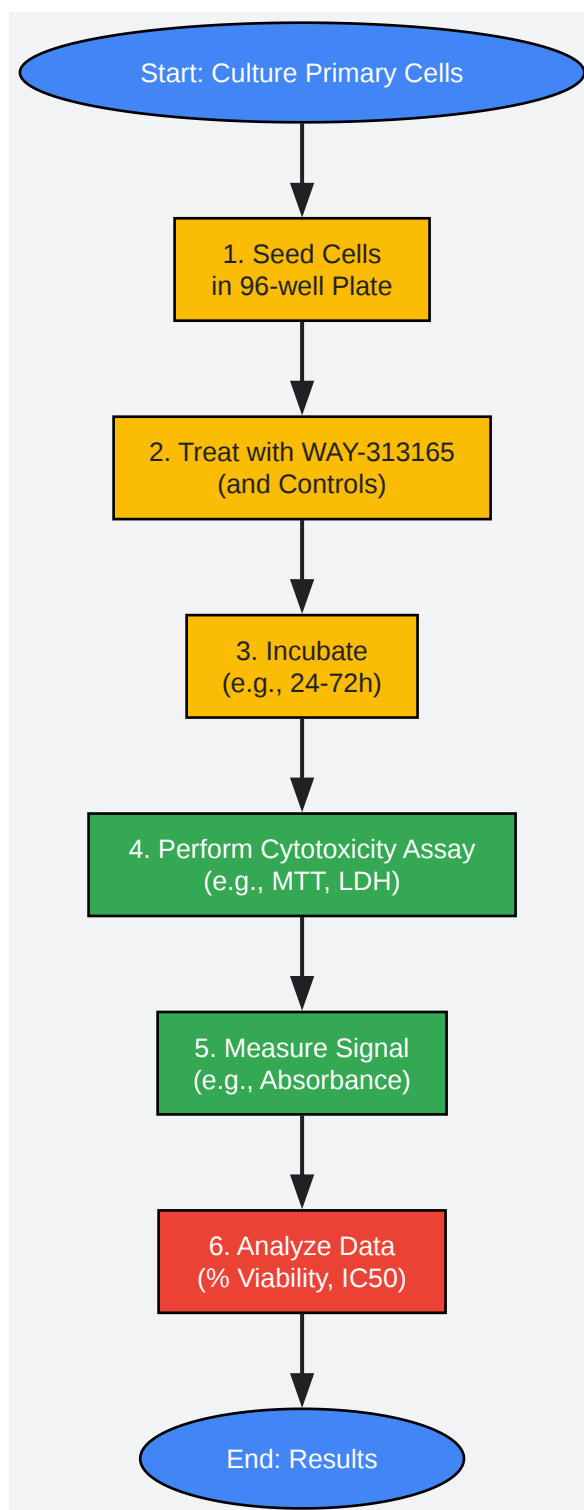 Start: Culture Primary Cells
1. Seed Cells
in 96-well Plate
2. Treat with WAY-313165
(and Controls)
3. Incubate
(e.g., 24-72h)
4. Perform Cytotoxicity Assay
(e.g., MTT, LDH)
5. Measure Signal
(e.g., Absorbance)
6. Analyze Data
(% Viability, IC50)
End: Results